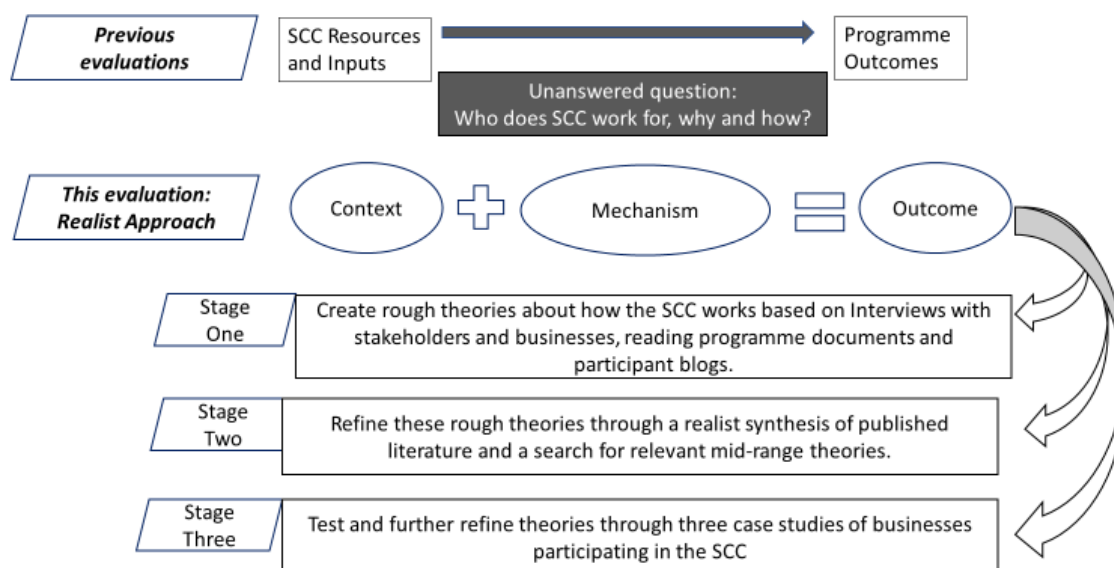 Previous
evaluations
SCC Resources
and Inputs
Programme
Outcomes
Unanswered question:
Who does SCC work for, why and how?
This evaluation:
Realist Approach
Context
Mechanism
Outcome
Stage
One
Create rough theories about how the SCC works based on Interviews with
stakeholders and businesses, reading programme documents and
participant blogs.
Stage
Two
Refine these rough theories through a realist synthesis of published
literature and a search for relevant mid-range theories.
Stage
Three
Test and further refine theories through three case studies of businesses
participating in the SCC